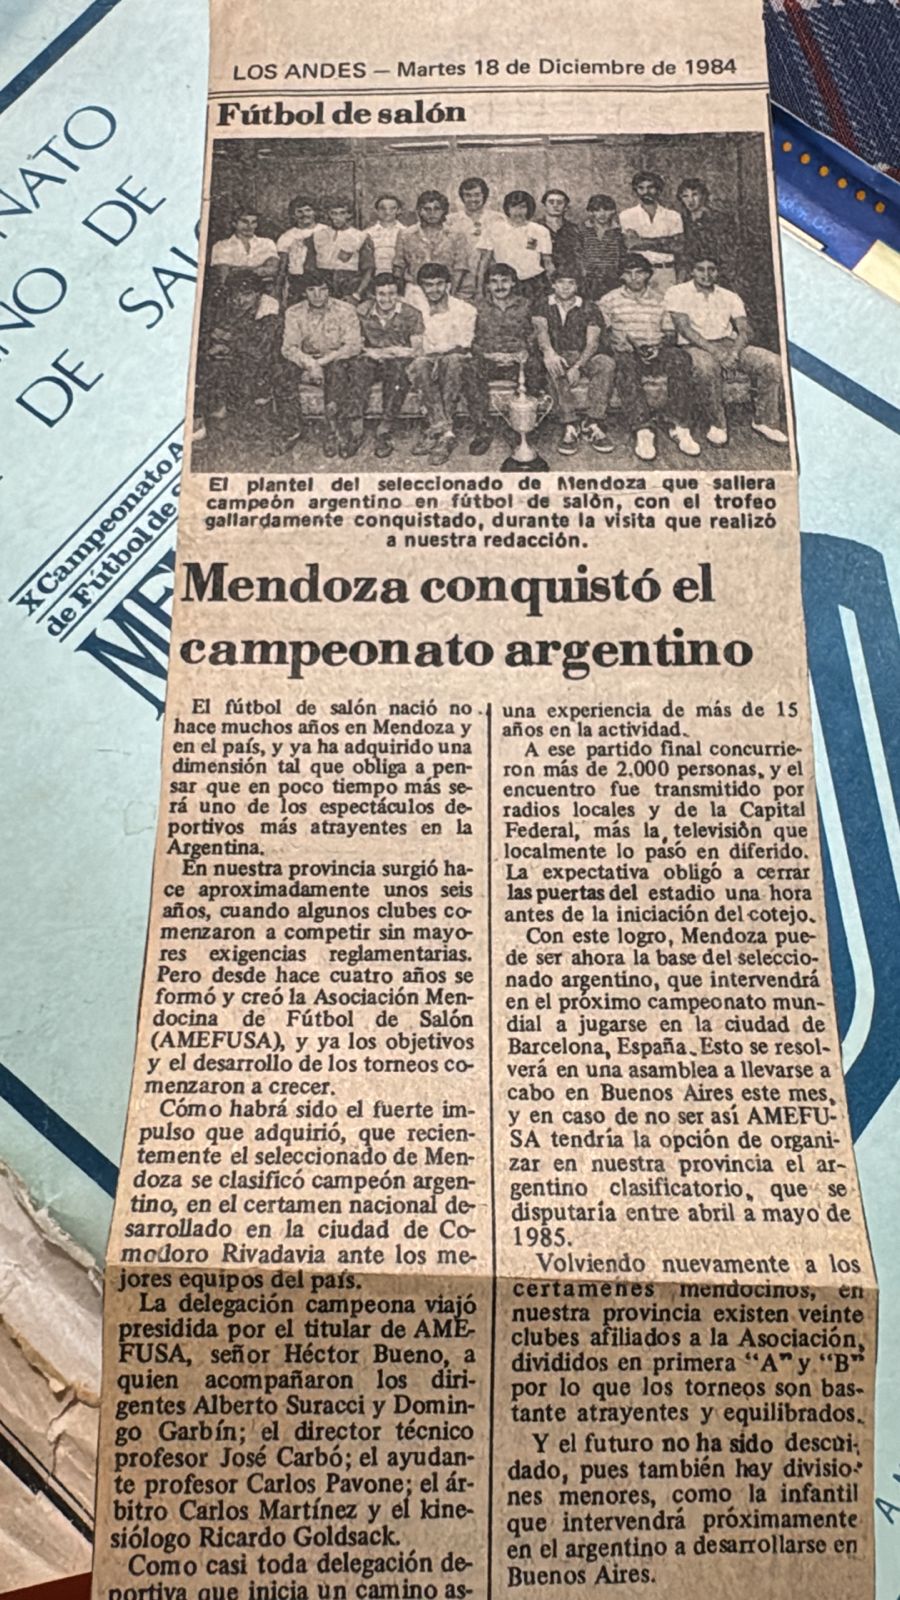 LOS ANDES — Martes 18 de Diciembre de 1984
Fútbol de salón
El plantel del seleccionado de Mendoza que saliera
campeón argentino en fútbol de salón, con el trofeo
gallardamente conquistado, durante la visita que realizó
a nuestra redacción.
Mendoza conquistó el
campeonato argentino
El fútbol de salón nació no
hace muchos años en Mendoza y
en el país, y ya ha adquirido una
dimensión tal que obliga a pen-
sar que en poco tiempo más se-
rá uno de los espectáculos de-
portivos más atrayentes en la
Argentina.
En nuestra provincia surgió ha-
ce aproximadamente unos seis
años, cuando algunos clubes co-
menzaron a competir sin mayo-
res exigencias reglamentarias.
Pero desde hace cuatro años se
formó y creó la Asociación Men-
docina de Fútbol de Salón
(AMEFUSA), y ya los objetivos
y el desarrollo de los torneos co-
menzaron a crecer.
Cómo habrá sido el fuerte im-
pulso que adquirió, que recien-
temente el seleccionado de Men-
doza se clasificó campeón argen-
tino, en el certamen nacional de-
sarrollado en la ciudad de Co-
modoro Rivadavia ante los me-
jores equipos del país.
La delegación campeona viajó
presidida por el titular de AME-
FUSA, señor Héctor Bueno, a
quien acompañaron los diri-
gentes Alberto Suracci y Domin-
go Garbín; el director técnico
profesor José Carbó; el ayudan-
te profesor Carlos Pavone; el ár-
bitro Carlos Martínez y el kine-
siólogo Ricardo Goldsack.
Como casi toda delegación de-
portiva que inicia un camino as-
una experiencia de más de 15
años en la actividad.
A ese partido final concurrie-
ron más de 2.000 personas, y el
encuentro fue transmitido por
radios locales y de la Capital
Federal, más la televisión que
localmente lo pasó en diferido.
La expectativa obligó a cerrar
las puertas del estadio una hora
antes de la iniciación del cotejo.
Con este logro, Mendoza pue-
de ser ahora la base del seleccio-
nado argentino, que intervendrá
en el próximo campeonato mun-
dial a jugarse en la ciudad de
Barcelona, España. Esto se resol-
verá en una asamblea a llevarse a
cabo en Buenos Aires este mes,
y en caso de no ser así AMEFU-
SA tendría la opción de organi-
zar en nuestra provincia el ar-
gentino clasificatorio, que se
disputaría entre abril a mayo de
1985.
Volviendo nuevamente a los
certamenes mendocinos, en
nuestra provincia existen veinte
clubes afiliados a la Asociación,
divididos en primera "A" y "B"
por lo que los torneos son bas-
tante atrayentes y equilibrados.
Y el futuro no ha sido descui-
dado, pues también hay divisio-
nes menores, como la infantil
que intervendrá próximamente
en el argentino a desarrollarse en
Buenos Aires.
NATO
NO DE
DE SAL
X Campeonato A
de Fútbol de S
ME